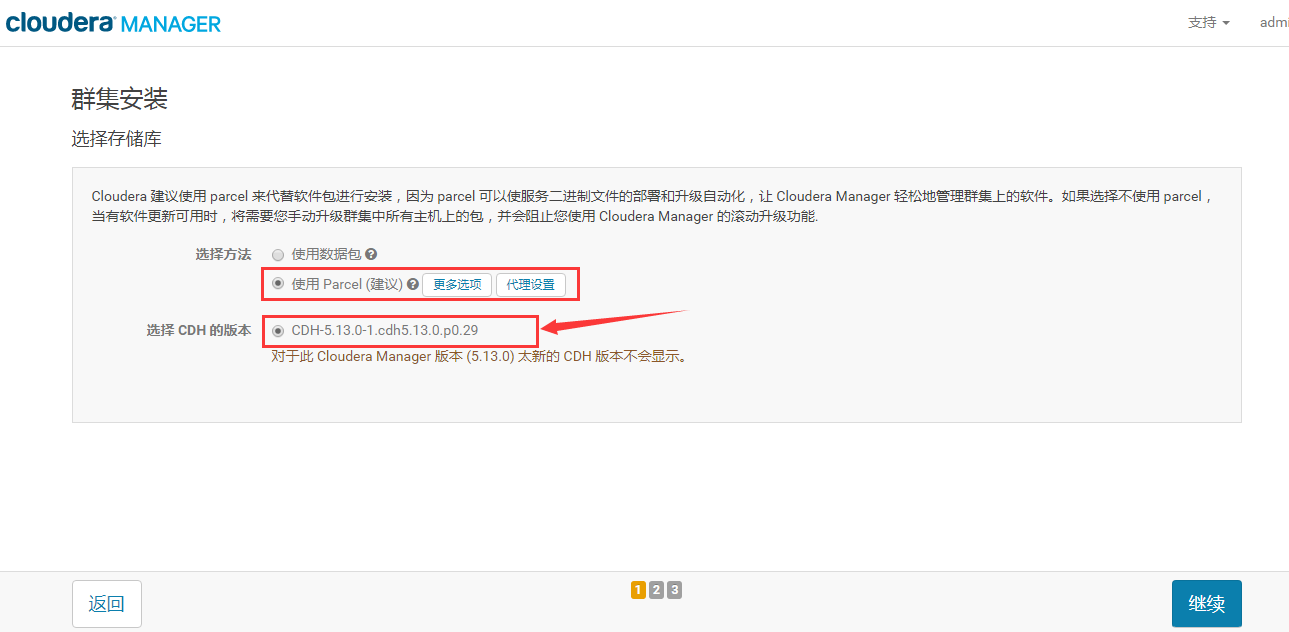 cloudera MANAGER
支持 admi
群集安装
选择存储库
Cloudera 建议使用 parcel 来代替软件包进行安装，因为 parcel 可以使服务二进制文件的部署和升级自动化，让 Cloudera Manager 轻松地管理群集上的软件。如果选择不使用 parcel，
当有软件更新可用时，将需要您手动升级群集中所有主机上的包，并会阻止您使用 Cloudera Manager 的滚动升级功能.
选择方法 使用数据包 ?
使用 Parcel (建议) ? 更多选项 代理设置
选择 CDH 的版本 CDH-5.13.0-1.cdh5.13.0.p0.29
对于此 Cloudera Manager 版本 (5.13.0) 太新的 CDH 版本不会显示。
返回 1 2 3 继续